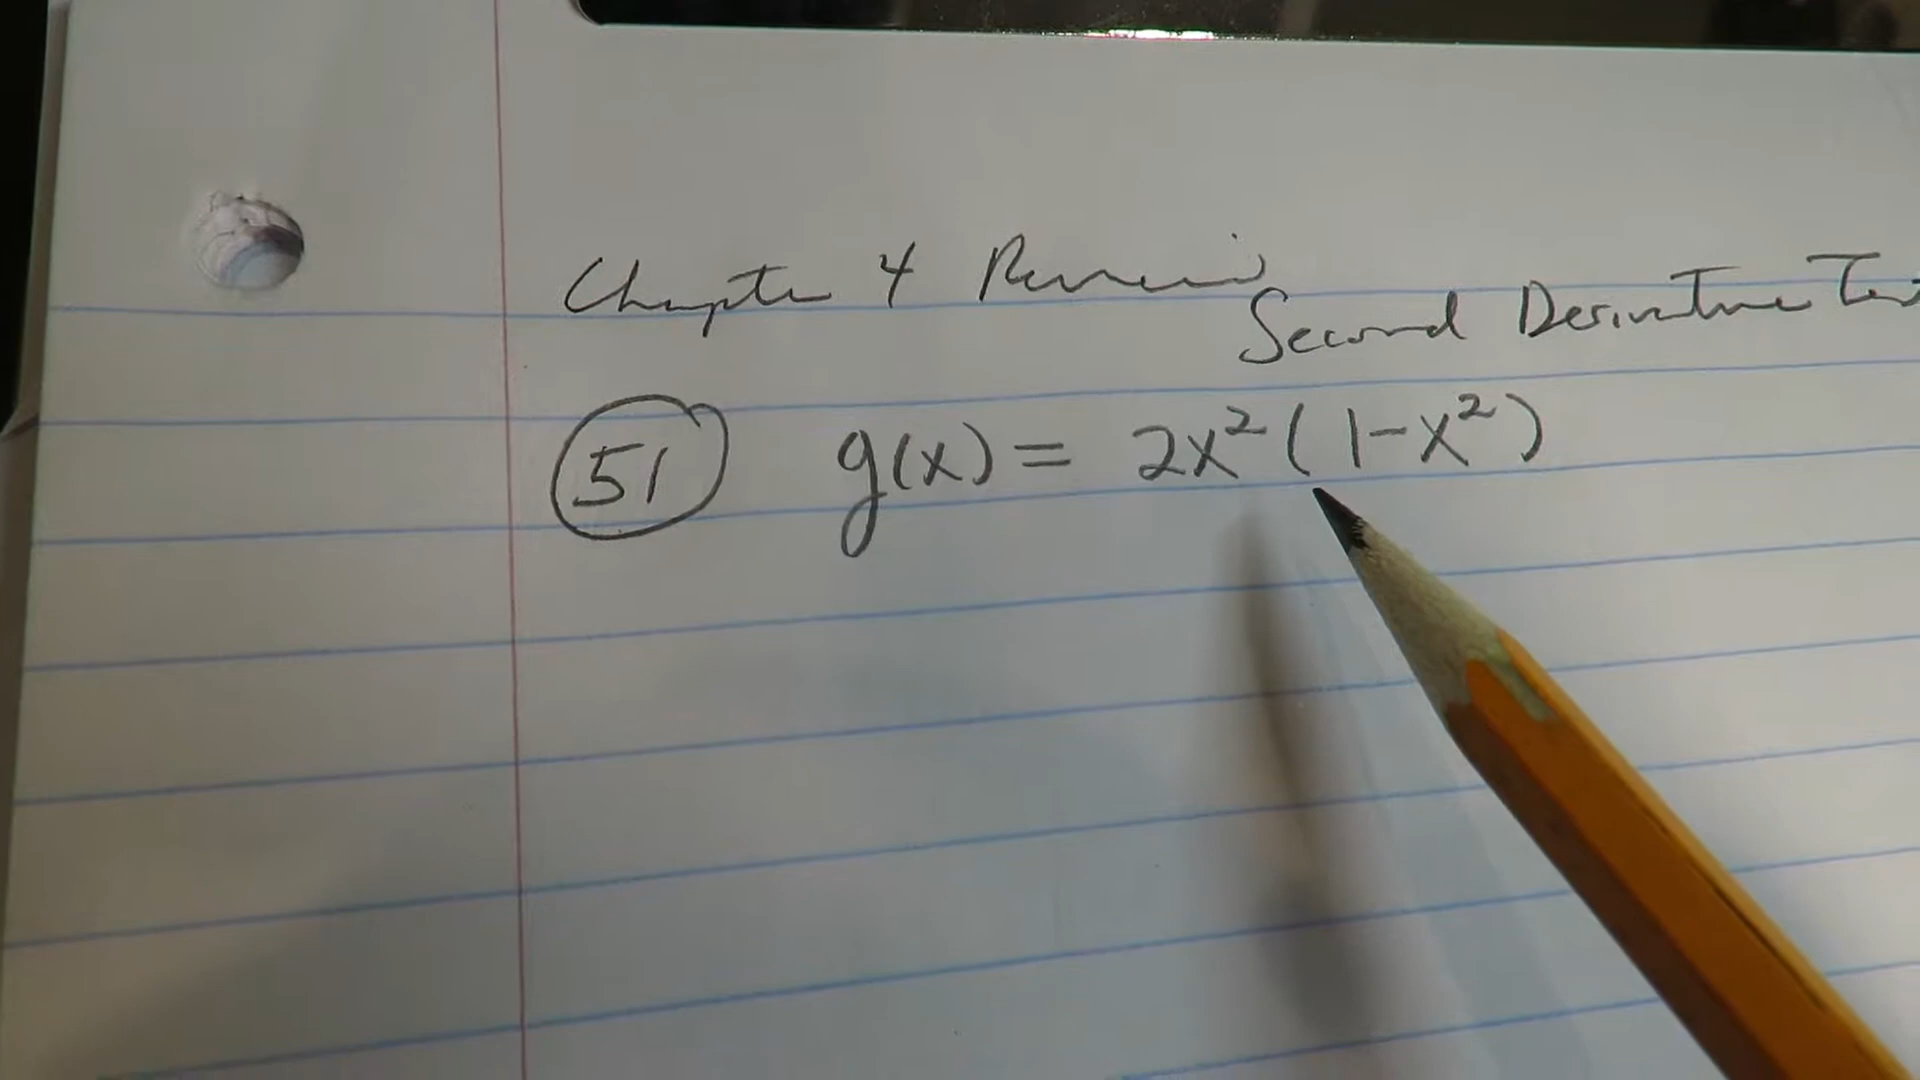 Chapter 4 Review
Second Derivative Test
51 g(x) = 2x²(1-x²)